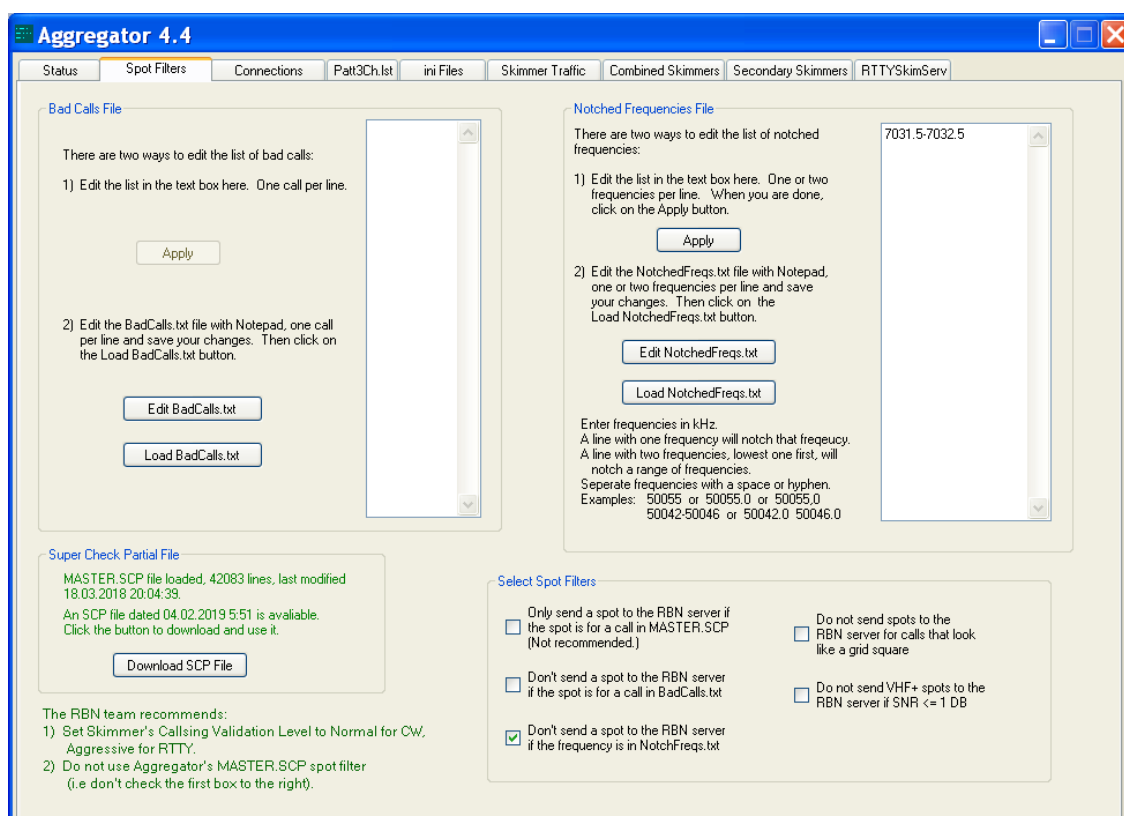 Aggregator 4.4
Status
Spot Filters
Connections
Patt3Ch.lst
ini Files
Skimmer Traffic
Combined Skimmers
Secondary Skimmers
RTTYSkimServ
Bad Calls File
There are two ways to edit the list of bad calls:
1) Edit the list in the text box here. One call per line.
Apply
2) Edit the BadCalls.txt file with Notepad, one call
per line and save your changes. Then click on
the Load BadCalls.txt button.
Edit BadCalls.txt
Load BadCalls.txt
Notched Frequencies File
There are two ways to edit the list of notched
frequencies:
1) Edit the list in the text box here. One or two
frequencies per line. When you are done,
click on the Apply button.
Apply
2) Edit the NotchedFreqs.txt file with Notepad,
one or two frequencies per line and save
your changes. Then click on the
Load NotchedFreqs.txt button.
Edit NotchedFreqs.txt
Load NotchedFreqs.txt
Enter frequencies in kHz.
A line with one frequency will notch that freqeucy.
A line with two frequencies, lowest one first, will
notch a range of frequencies.
Seperate frequencies with a space or hyphen.
Examples: 50055 or 50055.0 or 50055,0
50042-50046 or 50042.0 50046.0
7031.5-7032.5
Super Check Partial File
MASTER.SCP file loaded, 42083 lines, last modified
18.03.2018 20:04:39.
An SCP file dated 04.02.2019 5:51 is avaliable.
Click the button to download and use it.
Download SCP File
The RBN team recommends:
1) Set Skimmer's Callsing Validation Level to Normal for CW,
Aggressive for RTTY.
2) Do not use Aggregator's MASTER.SCP spot filter
(i.e don't check the first box to the right).
Select Spot Filters
Only send a spot to the RBN server if
the spot is for a call in MASTER.SCP
(Not recommended.)
Don't send a spot to the RBN server
if the spot is for a call in BadCalls.txt
Don't send a spot to the RBN server
if the frequency is in NotchFreqs.txt
Do not send spots to the
RBN server for calls that look
like a grid square
Do not send VHF+ spots to the
RBN server if SNR <= 1 DB